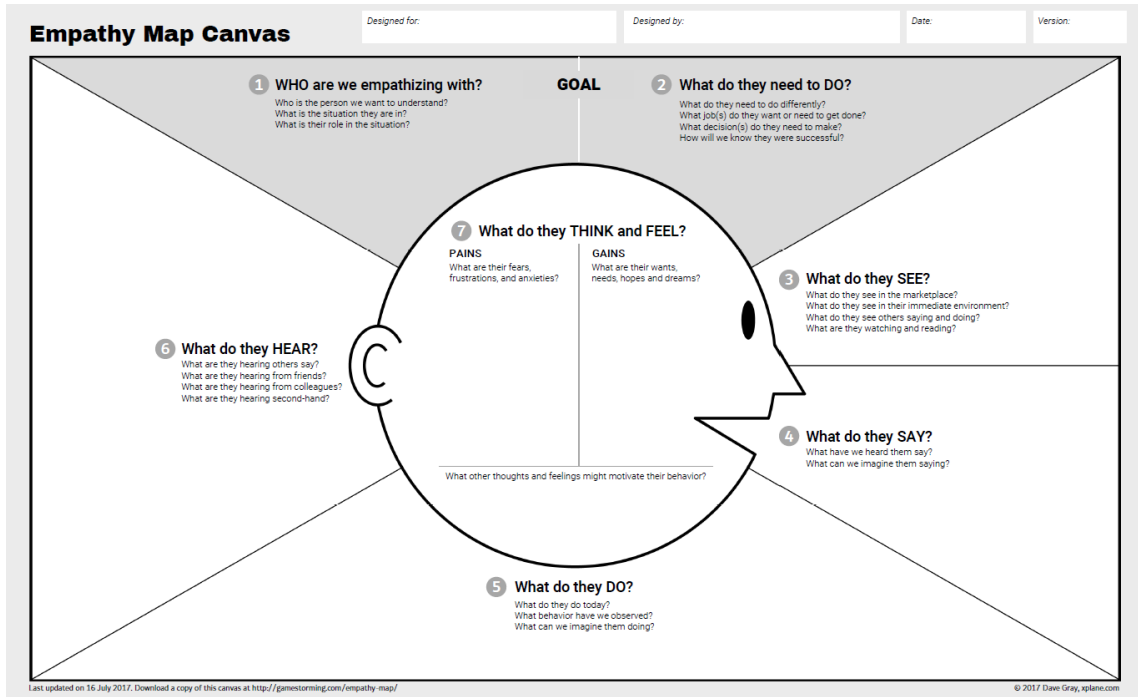 Empathy Map Canvas
Designed for:
Designed by:
Date:
Version:
1 WHO are we empathizing with?
Who is the person we want to understand?
What is the situation they are in?
What is their role in the situation?
GOAL
2 What do they need to DO?
What do they need to do differently?
What job(s) do they want or need to get done?
What decision(s) do they need to make?
How will we know they were successful?
3 What do they SEE?
What do they see in the marketplace?
What do they see in their immediate environment?
What do they see others saying and doing?
What are they watching and reading?
4 What do they SAY?
What have we heard them say?
What can we imagine them saying?
5 What do they DO?
What do they do today?
What behavior have we observed?
What can we imagine them doing?
6 What do they HEAR?
What are they hearing others say?
What are they hearing from friends?
What are they hearing from colleagues?
What are they hearing second-hand?
7 What do they THINK and FEEL?
PAINS
What are their fears,
frustrations, and anxieties?
GAINS
What are their wants,
needs, hopes and dreams?
What other thoughts and feelings might motivate their behavior?
Last updated on 16 July 2017. Download a copy of this canvas at http://gamestorming.com/empathy-map/
© 2017 Dave Gray, xplane.com